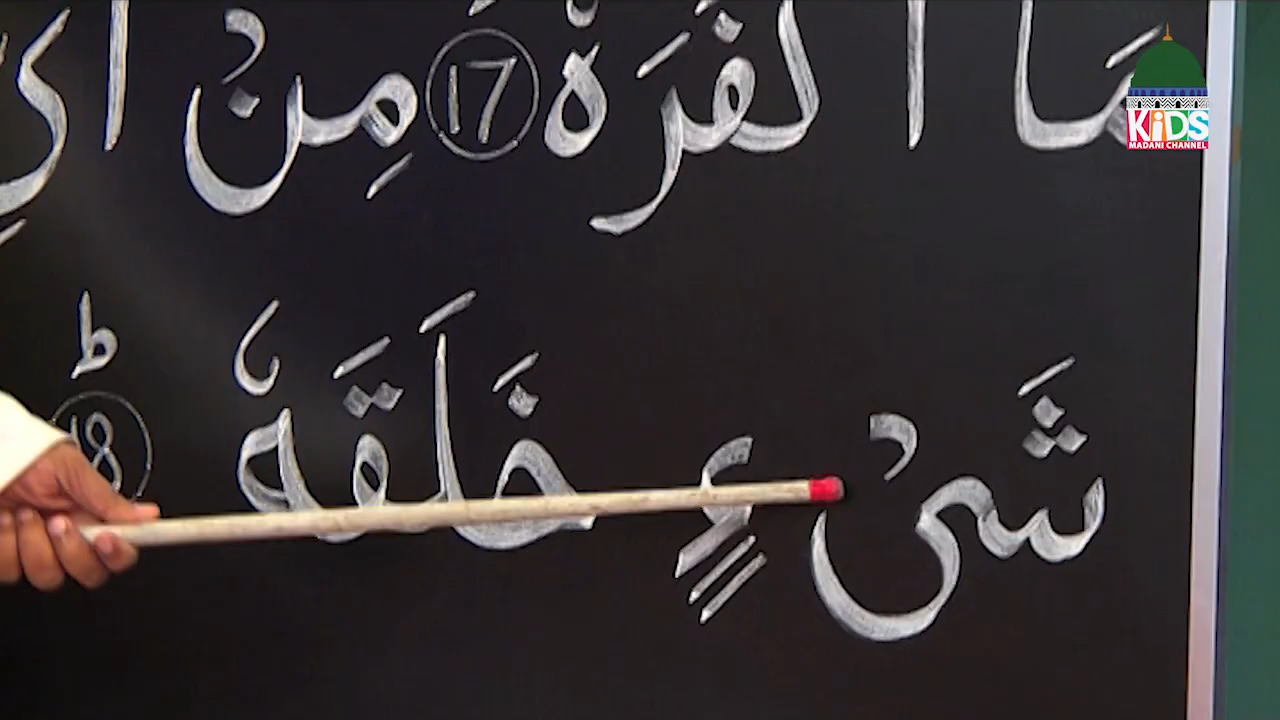 مَا اَكْفَرَهٗ 17 مِنْ اَیِّ
شَیْءٍ خَلَقَهٗ ؕ 18
KiDS
MADANI CHANNEL